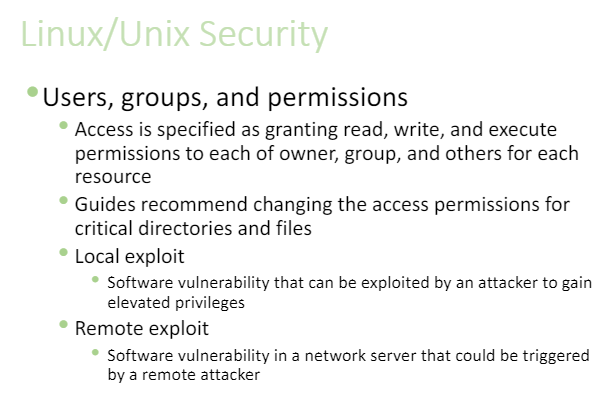 Linux/Unix Security
• Users, groups, and permissions
• Access is specified as granting read, write, and execute
permissions to each of owner, group, and others for each
resource
• Guides recommend changing the access permissions for
critical directories and files
• Local exploit
• Software vulnerability that can be exploited by an attacker to gain
elevated privileges
• Remote exploit
• Software vulnerability in a network server that could be triggered
by a remote attacker